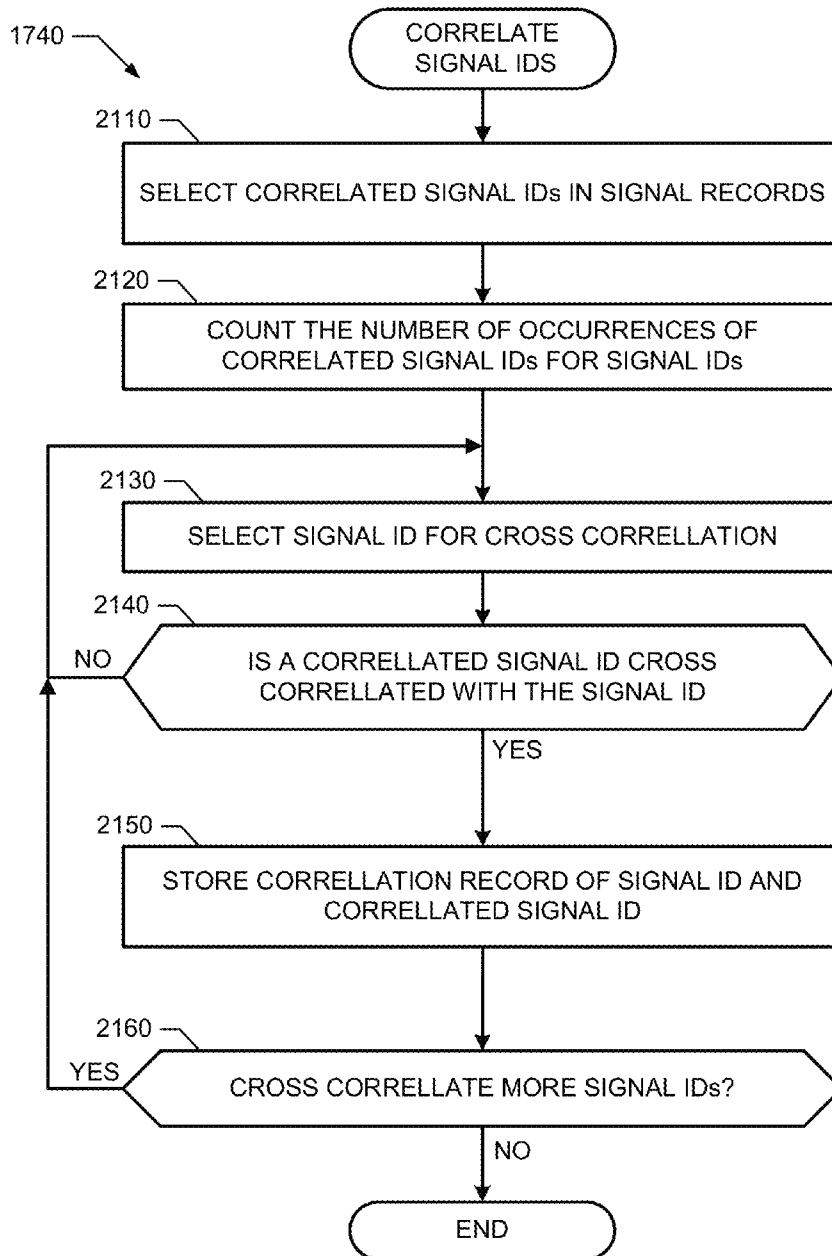 1740
CORRELATE
SIGNAL IDS
2110
SELECT CORRELATED SIGNAL IDs IN SIGNAL RECORDS
2120
COUNT THE NUMBER OF OCCURRENCES OF
CORRELATED SIGNAL IDs FOR SIGNAL IDs
2130
SELECT SIGNAL ID FOR CROSS CORRELLATION
2140
NO
IS A CORRELLATED SIGNAL ID CROSS
CORRELLATED WITH THE SIGNAL ID
YES
2150
STORE CORRELLATION RECORD OF SIGNAL ID AND
CORRELLATED SIGNAL ID
2160
YES
CROSS CORRELLATE MORE SIGNAL IDs?
NO
END